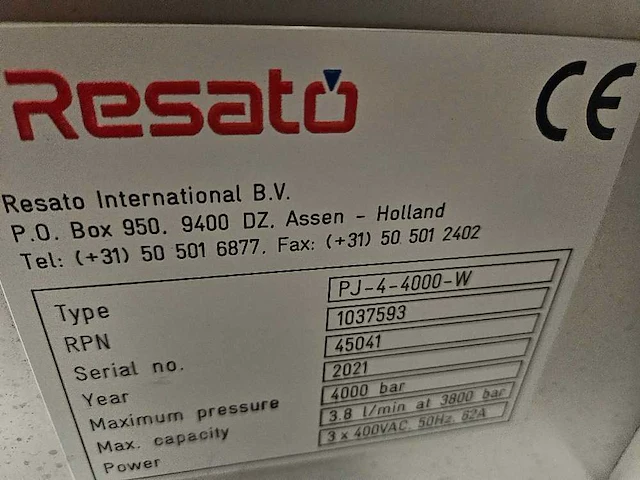 Resato
CE
Resato International B.V.
P.O. Box 950, 9400 DZ, Assen - Holland
Tel: (+31) 50 501 6877, Fax: (+31) 50 501 2402
Type PJ-4-4000-W
RPN 1037593
Serial no. 45041
Year 2021
Maximum pressure 4000 bar
Max. capacity 3.8 l/min at 3800 bar
Power 3 x 400VAC, 50Hz, 62A